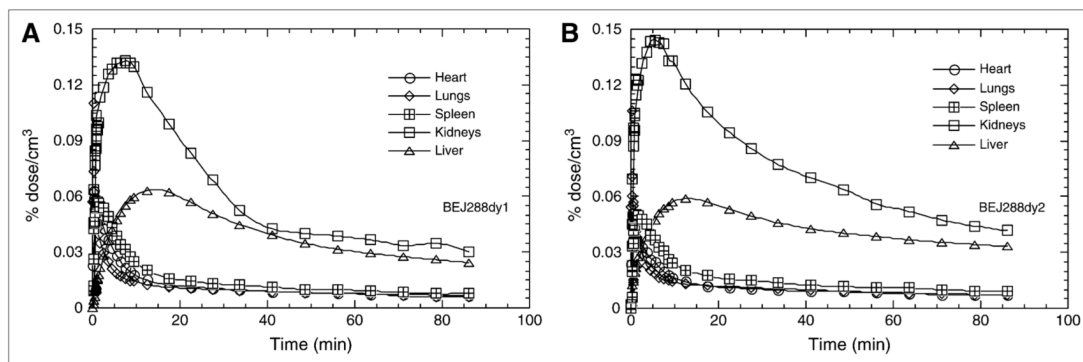 A
% dose/cm³
0.15
0.12
0.09
0.06
0.03
0
Heart
Lungs
Spleen
Kidneys
Liver
BEJ288dy1
0 20 40 60 80 100
Time (min)
B
% dose/cm³
0.15
0.12
0.09
0.06
0.03
0
Heart
Lungs
Spleen
Kidneys
Liver
BEJ288dy2
0 20 40 60 80 100
Time (min)